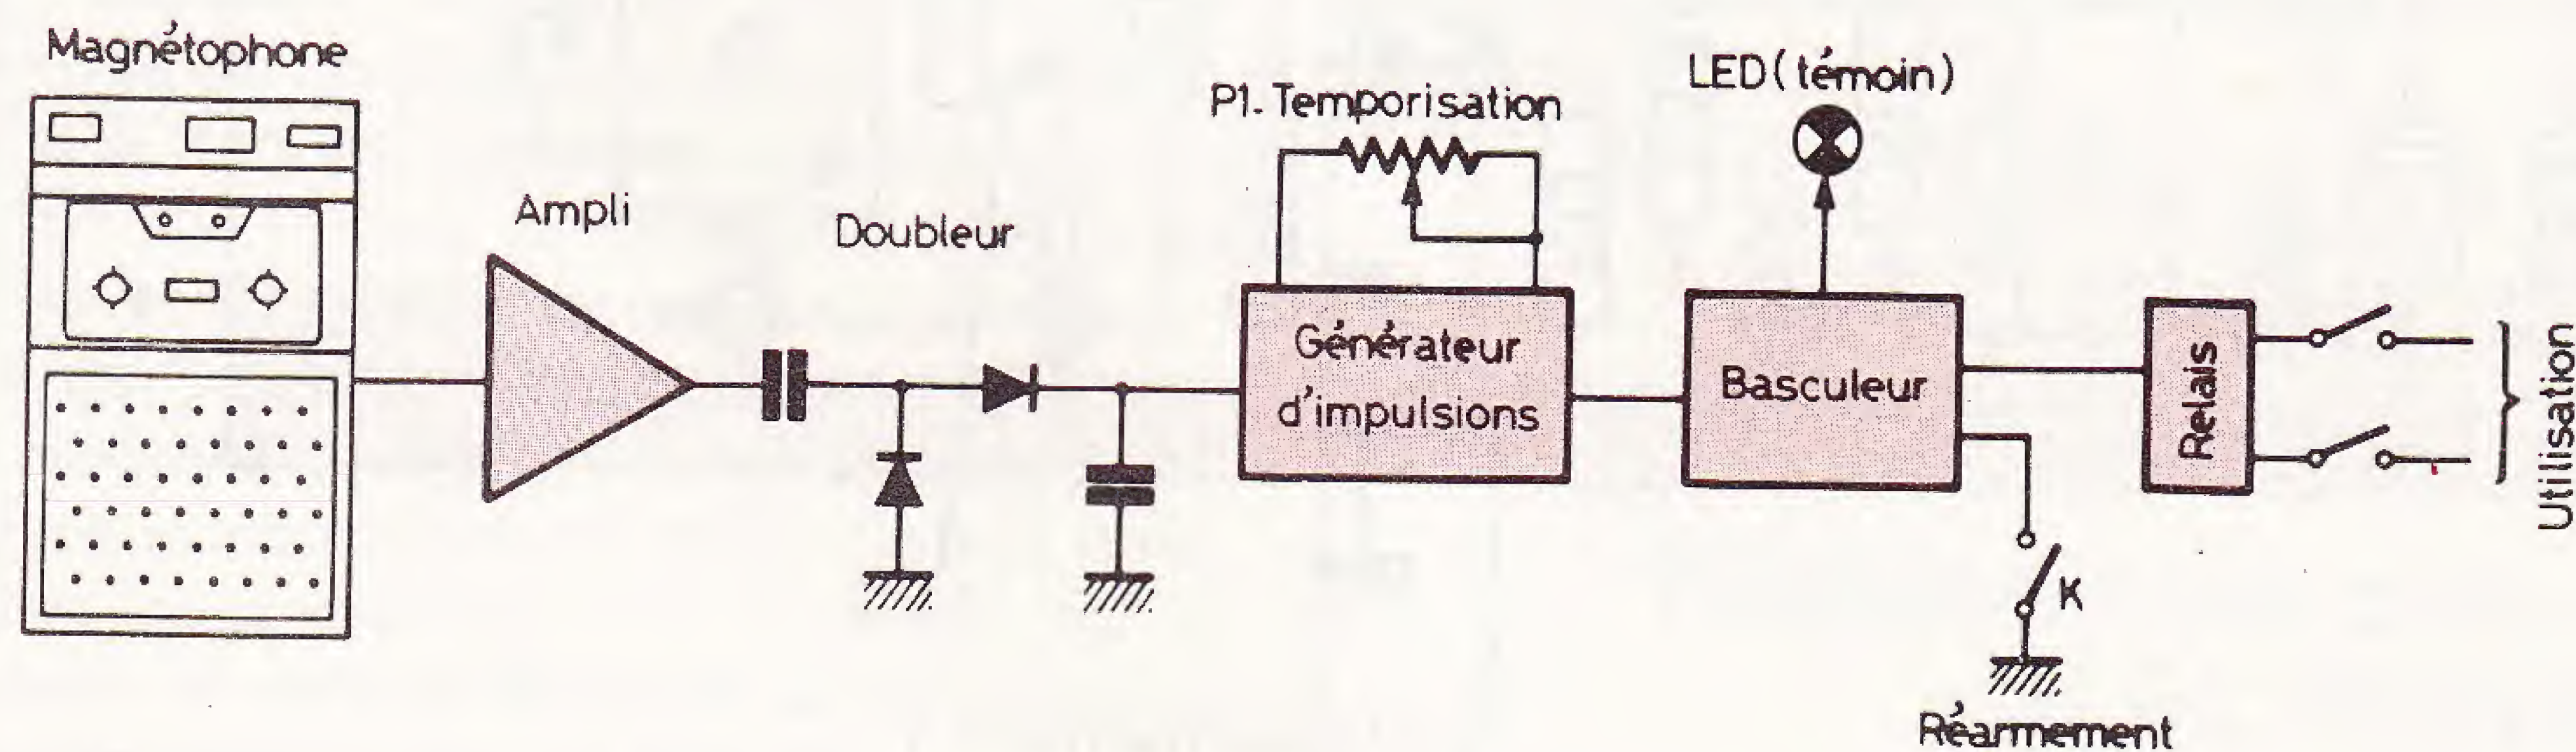 Magnétophone
Ampli
Doubleur
P1. Temporisation
LED (témoin)
Générateur
d'impulsions
Basculeur
Relais
Utilisation
K
Réarmement